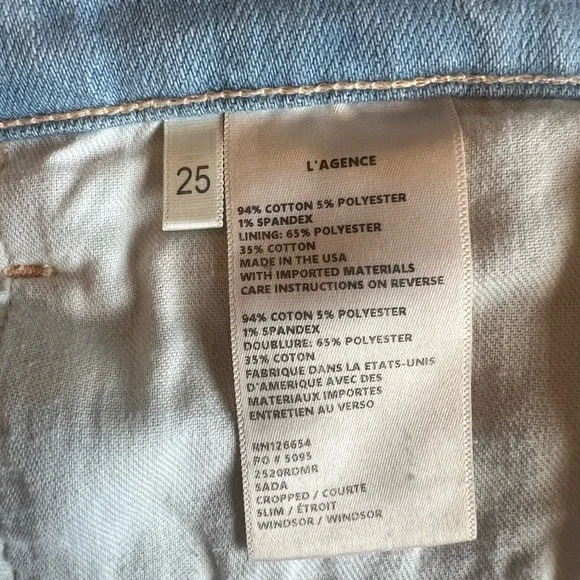 25
L'AGENCE
94% COTTON 5% POLYESTER
1% SPANDEX
LINING: 65% POLYESTER
35% COTTON
MADE IN THE USA
WITH IMPORTED MATERIALS
CARE INSTRUCTIONS ON REVERSE
94% COTON 5% POLYESTER
1% SPANDEX
DOUBLURE: 65% POLYESTER
35% COTON
FABRIQUE DANS LA ETATS-UNIS
D'AMERIQUE AVEC DES
MATERIALUES IMPORTES
ENTRETIEN AU VERSO
RN126654
PO # 5095
2520RDMR
SADA
CROPPED / COURTE
SLIM / ÉTROIT
WINDSOR / WINDSOR